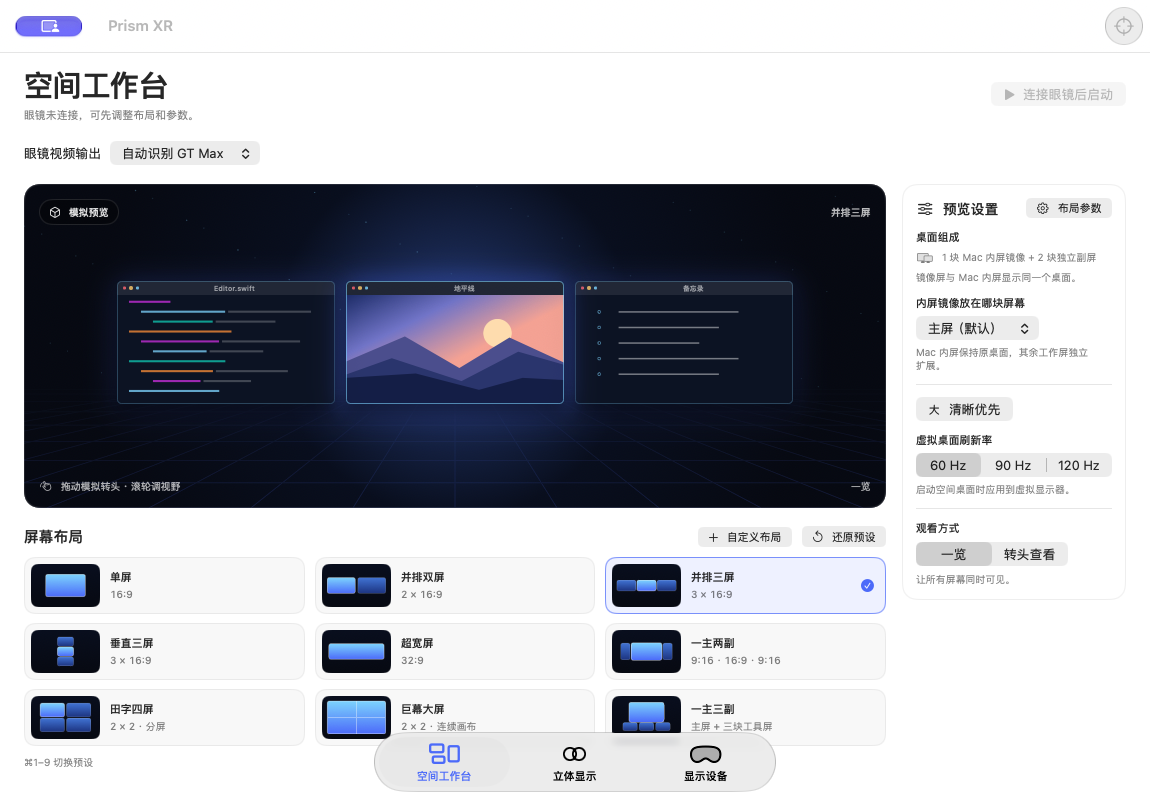 Prism XR
空间工作台
眼镜未连接，可先调整布局和参数。
连接眼镜后启动
眼镜视频输出
自动识别 GT Max
模拟预览
并排三屏
Editor.swift
地平线
备忘录
拖动模拟转头 · 滚轮调视野
一览
预览设置
布局参数
桌面组成
1 块 Mac 内屏镜像 + 2 块独立副屏
镜像屏与 Mac 内屏显示同一个桌面。
内屏镜像放在哪块屏幕
主屏（默认）
Mac 内屏保持原桌面，其余工作屏独立
扩展。
大 清晰优先
虚拟桌面刷新率
60 Hz
90 Hz
120 Hz
启动空间桌面时应用到虚拟显示器。
观看方式
一览
转头查看
让所有屏幕同时可见。
屏幕布局
自定义布局
还原预设
单屏
16:9
并排双屏
2 × 16:9
并排三屏
3 × 16:9
垂直三屏
3 × 16:9
超宽屏
32:9
一主两副
9:16 · 16:9 · 9:16
田字四屏
2 × 2 · 分屏
巨幕大屏
2 × 2 · 连续画布
一主三副
主屏 + 三块工具屏
⌘1–9 切换预设
空间工作台
立体显示
显示设备